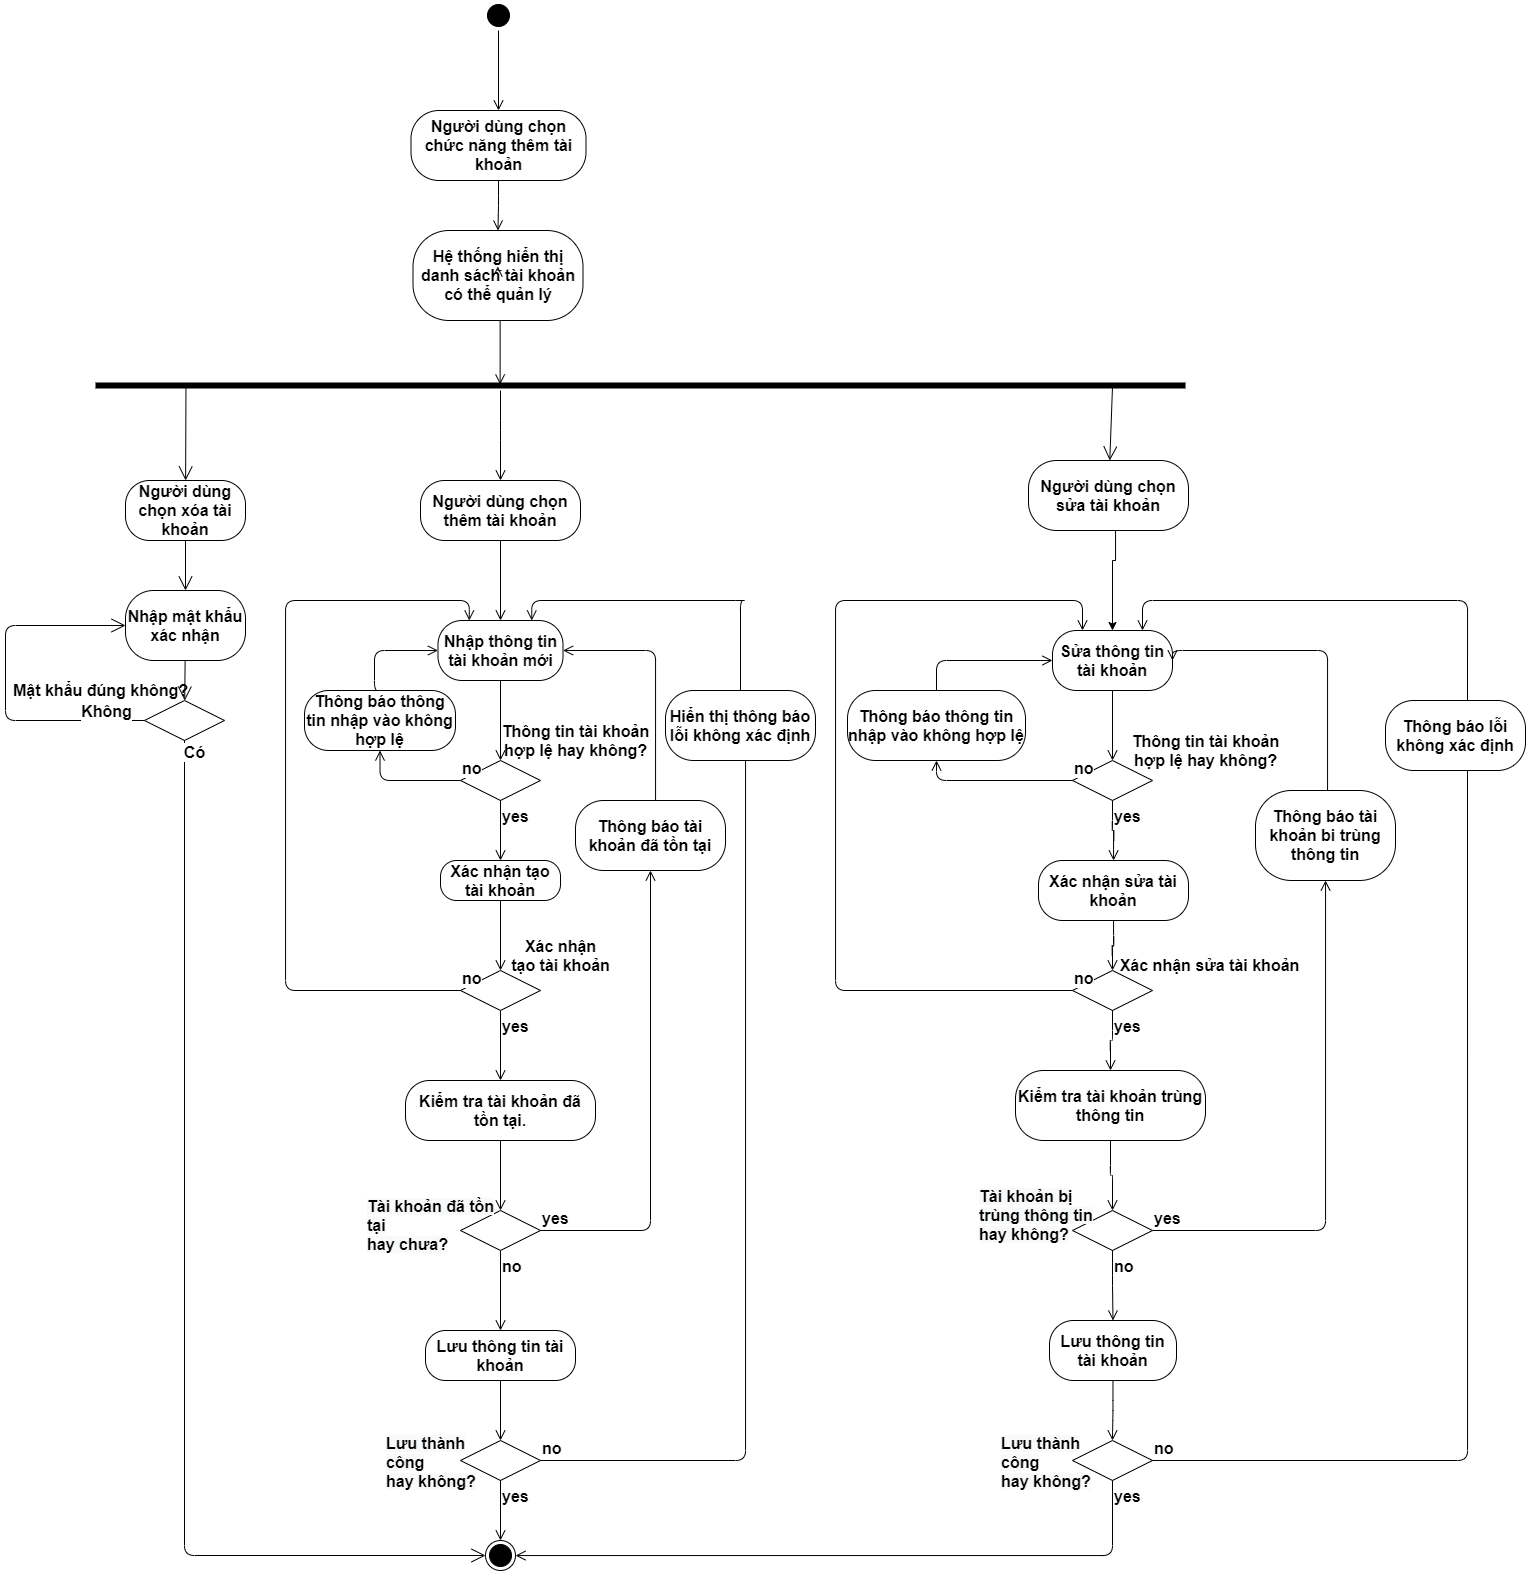 Người dùng chọn
chức năng thêm tài
khoản
Hệ thống hiển thị
danh sách tài khoản
có thể quản lý
Người dùng
chọn xóa tài
khoản
Nhập mật khẩu
xác nhận
Mật khẩu đúng không?
Không
Có
Người dùng chọn
thêm tài khoản
Nhập thông tin
tài khoản mới
Thông báo thông
tin nhập vào không
hợp lệ
Thông tin tài khoản
hợp lệ hay không?
no
yes
Hiển thị thông báo
lỗi không xác định
Thông báo tài
khoản đã tồn tại
Xác nhận tạo
tài khoản
Xác nhận
tạo tài khoản
no
yes
Kiểm tra tài khoản đã
tồn tại.
Tài khoản đã tồn
tại
hay chưa?
yes
no
Lưu thông tin tài
khoản
Lưu thành
công
hay không?
no
yes
Người dùng chọn
sửa tài khoản
Sửa thông tin
tài khoản
Thông báo thông tin
nhập vào không hợp lệ
Thông tin tài khoản
hợp lệ hay không?
no
yes
Thông báo lỗi
không xác định
Thông báo tài
khoản bi trùng
thông tin
Xác nhận sửa tài
khoản
Xác nhận sửa tài khoản
no
yes
Kiểm tra tài khoản trùng
thông tin
Tài khoản bị
trùng thông tin
hay không?
yes
no
Lưu thông tin
tài khoản
Lưu thành
công
hay không?
no
yes